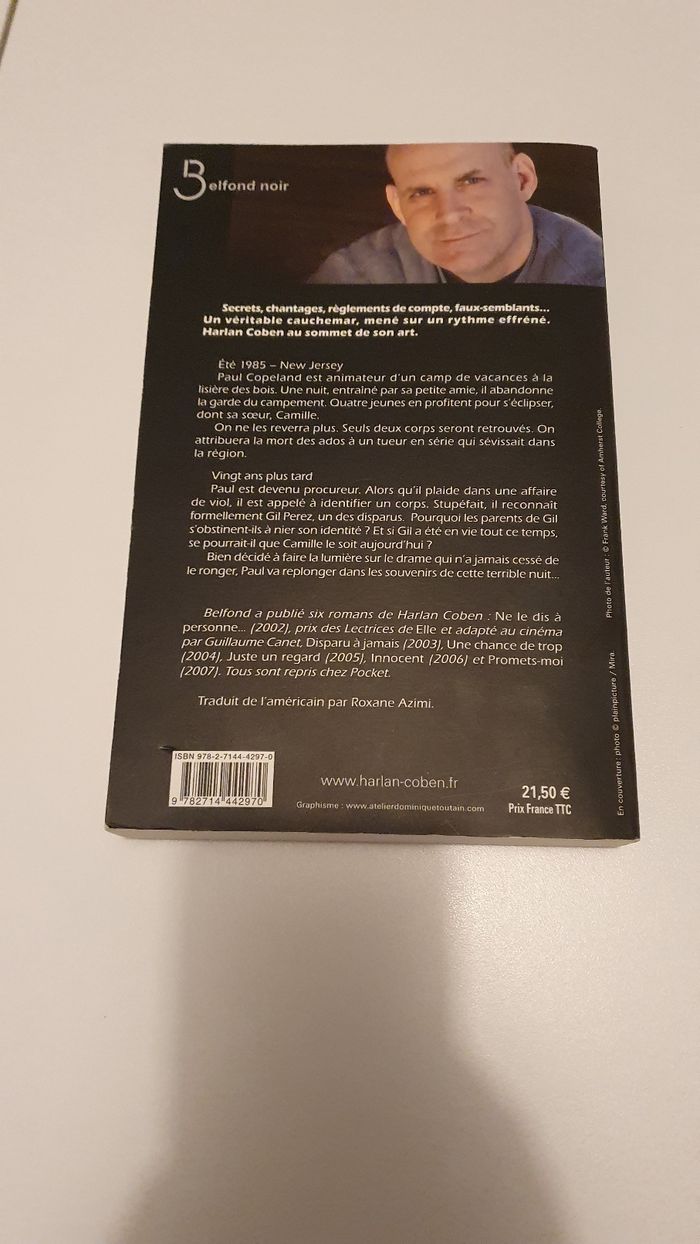 Belfond noir
Secrets, chantages, règlements de compte, faux-semblants...
Un véritable cauchemar, mené sur un rythme effréné.
Harlan Coben au sommet de son art.
Été 1985 – New Jersey
Paul Copeland est animateur d'un camp de vacances à la
lisière des bois. Une nuit, entraîné par sa petite amie, il abandonne
la garde du campement. Quatre jeunes en profitent pour s'éclipser,
dont sa sœur, Camille.
On ne les reverra plus. Seuls deux corps seront retrouvés. On
attribuera la mort des ados à un tueur en série qui sévissait dans
la région.
Vingt ans plus tard
Paul est devenu procureur. Alors qu'il plaide dans une affaire
de viol, il est appelé à identifier un corps. Stupéfait, il reconnaît
formellement Gil Perez, un des disparus. Pourquoi les parents de Gil
s'obstinent-ils à nier son identité ? Et si Gil a été en vie tout ce temps,
se pourrait-il que Camille le soit aujourd'hui ?
Bien décidé à faire la lumière sur le drame qui n'a jamais cessé de
le ronger, Paul va replonger dans les souvenirs de cette terrible nuit...
Belfond a publié six romans de Harlan Coben : Ne le dis à
personne... (2002), prix des Lectrices de Elle et adapté au cinéma
par Guillaume Canet, Disparu à jamais (2003), Une chance de trop
(2004), Juste un regard (2005), Innocent (2006) et Promets-moi
(2007). Tous sont repris chez Pocket.
Traduit de l'américain par Roxane Azimi.
ISBN 978-2-7144-4297-0
9 782714 442970
www.harlan-coben.fr
Graphisme : www.atelierdominiquetoutain.com
21,50 €
Prix France TTC
En couverture : photo © plainpicture / Mira.
Photo de l'auteur : © Frank Ward, courtesy of Amherst College.